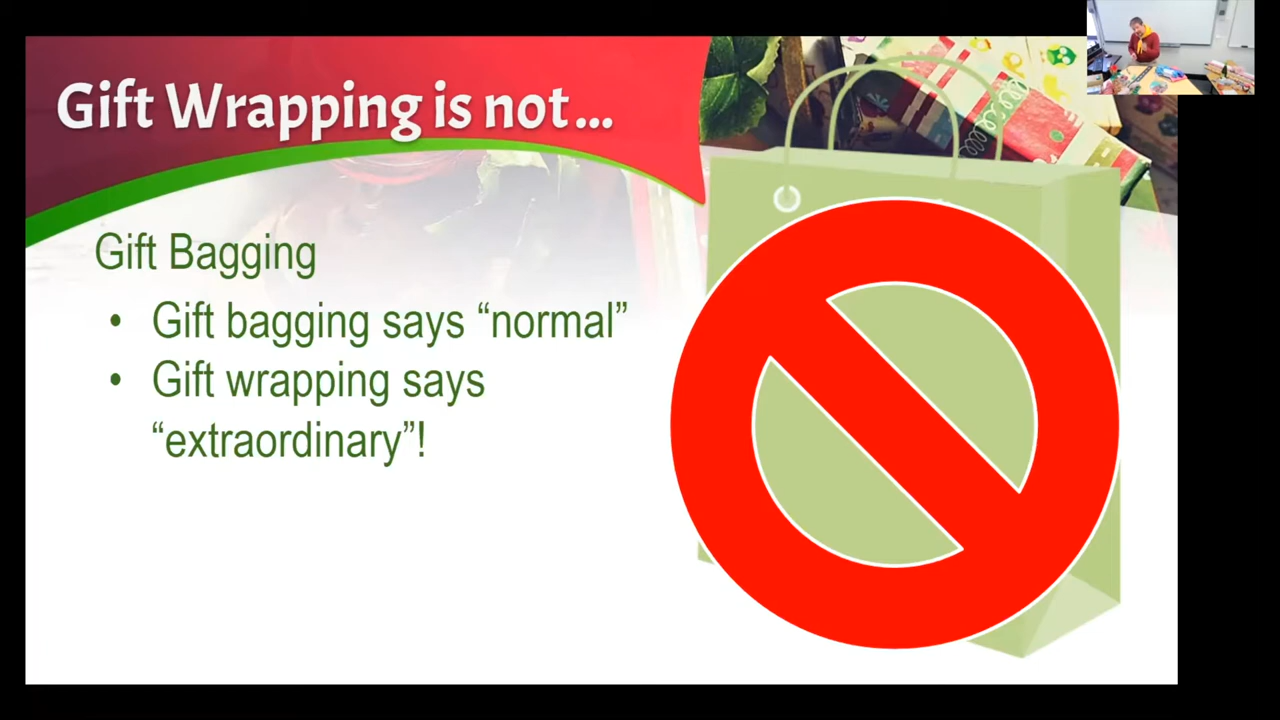 Gift Wrapping is not...
Gift Bagging
• Gift bagging says “normal”
• Gift wrapping says
“extraordinary”!